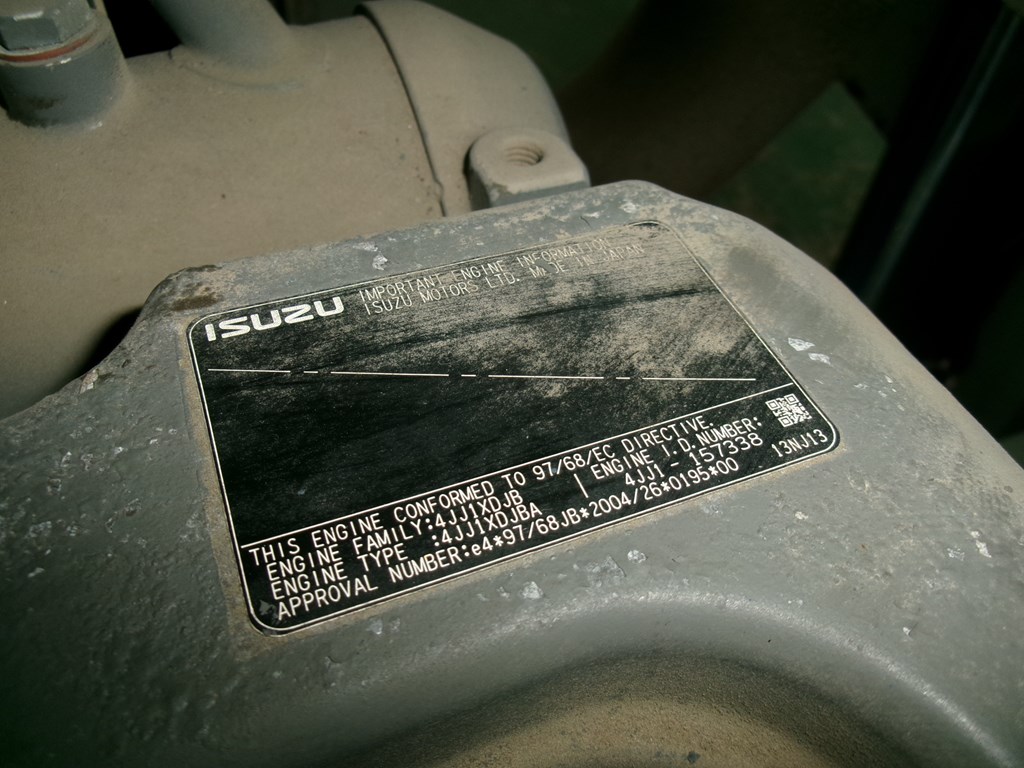 ISUZU
IMPORTANT ENGINE INFORMATION
ISUZU MOTORS LTD. MADE IN JAPAN
THIS ENGINE CONFORMED TO 97/68/EC DIRECTIVE.
ENGINE FAMILY:4JJ1XDJB
ENGINE I.D.NUMBER:
ENGINE TYPE :4JJ1XDJBA
4JJ1 - 157338
APPROVAL NUMBER:e4*97/68JB*2004/26*0195*00
13NJ13